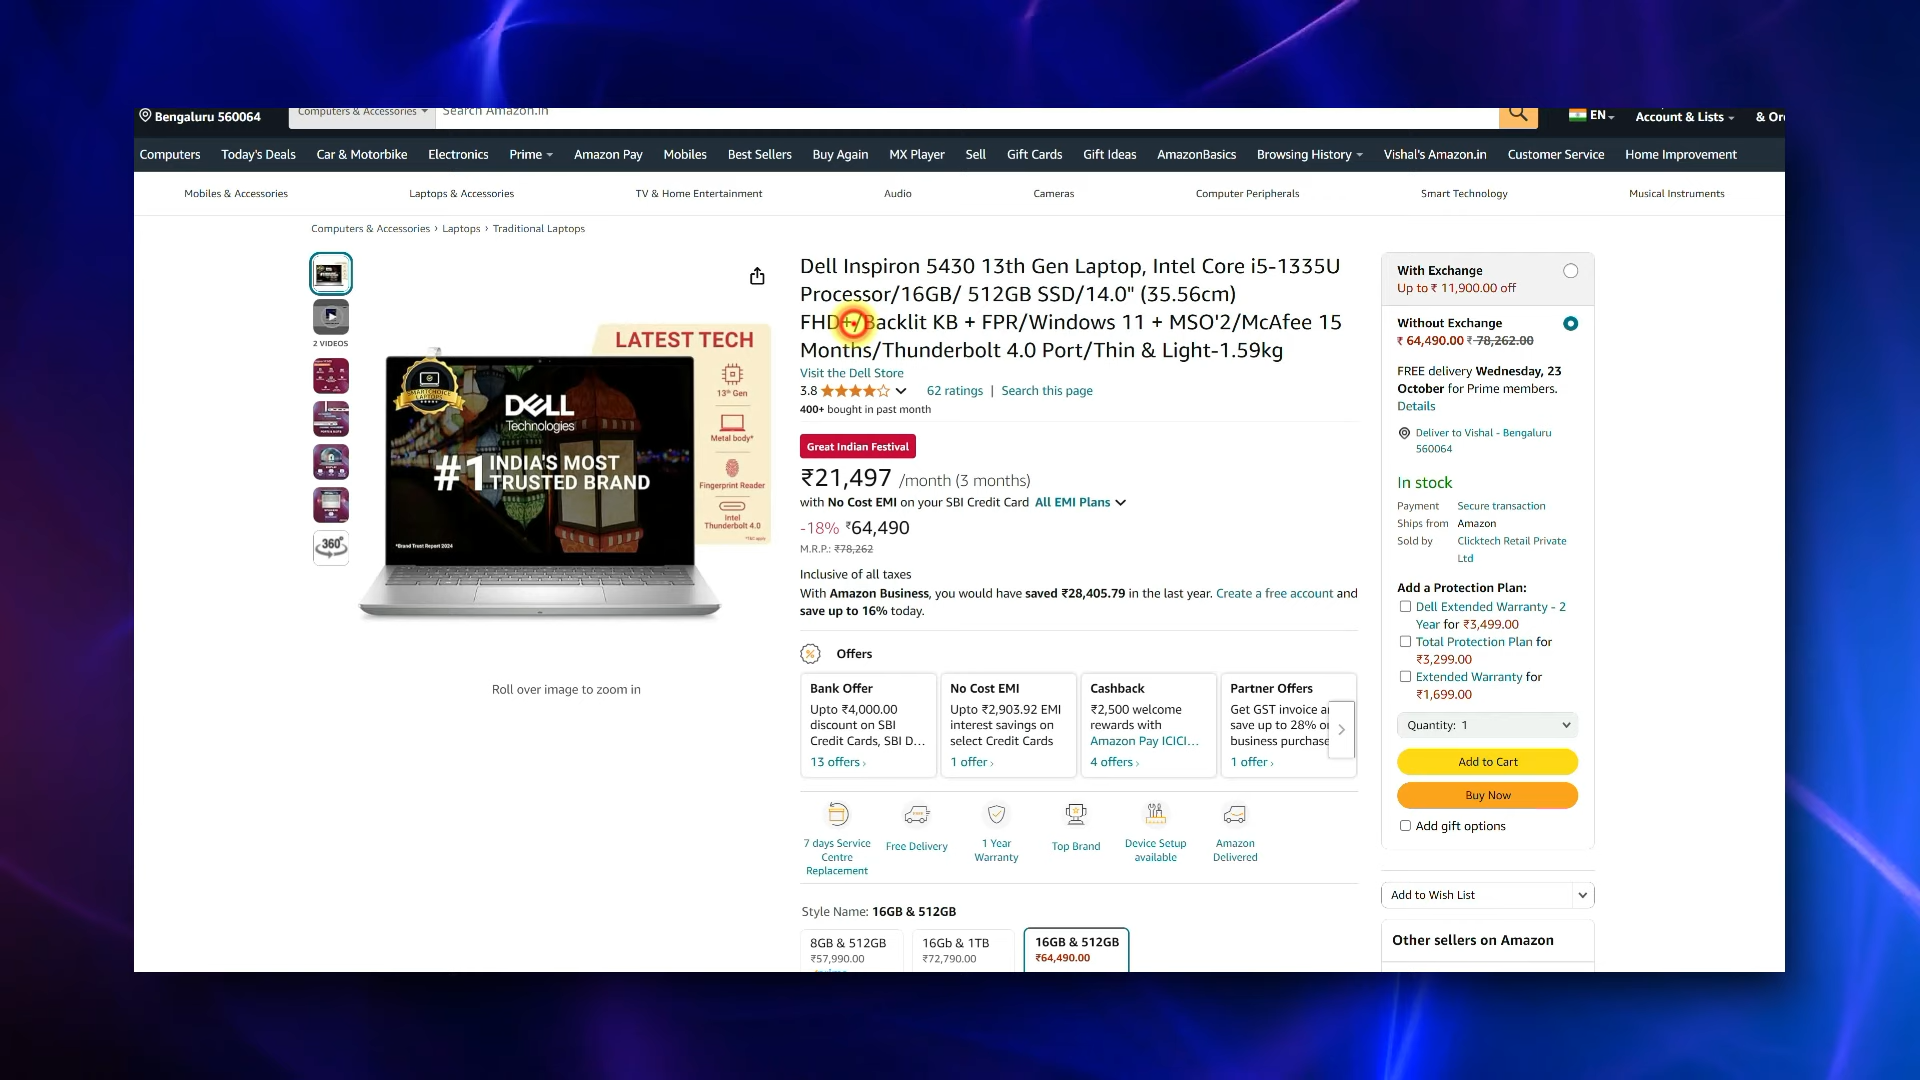 Bengaluru 560064
Computers & Accessories
Search Amazon.in
EN
Account & Lists
& Or
Computers
Today's Deals
Car & Motorbike
Electronics
Prime
Amazon Pay
Mobiles
Best Sellers
Buy Again
MX Player
Sell
Gift Cards
Gift Ideas
AmazonBasics
Browsing History
Vishal's Amazon.in
Customer Service
Home Improvement
Mobiles & Accessories
Laptops & Accessories
TV & Home Entertainment
Audio
Cameras
Computer Peripherals
Smart Technology
Musical Instruments
Computers & Accessories › Laptops › Traditional Laptops
2 VIDEOS
360°
LATEST TECH
13th Gen
Metal body*
Fingerprint Reader
Intel
Thunderbolt 4.0
DELL
Technologies
#1 INDIA'S MOST
TRUSTED BRAND
*Brand Trust Report 2024
Roll over image to zoom in
Dell Inspiron 5430 13th Gen Laptop, Intel Core i5-1335U
Processor/16GB/ 512GB SSD/14.0" (35.56cm)
FHD+/Backlit KB + FPR/Windows 11 + MSO'2/McAfee 15
Months/Thunderbolt 4.0 Port/Thin & Light-1.59kg
Visit the Dell Store
3.8
62 ratings | Search this page
400+ bought in past month
Great Indian Festival
₹21,497 /month (3 months)
with No Cost EMI on your SBI Credit Card All EMI Plans
-18% ₹64,490
M.R.P.: ₹78,262
Inclusive of all taxes
With Amazon Business, you would have saved ₹28,405.79 in the last year. Create a free account and
save up to 16% today.
Offers
Bank Offer
Upto ₹4,000.00
discount on SBI
Credit Cards, SBI D…
13 offers ›
No Cost EMI
Upto ₹2,903.92 EMI
interest savings on
select Credit Cards
1 offer ›
Cashback
₹2,500 welcome
rewards with
Amazon Pay ICICI…
4 offers ›
Partner Offers
Get GST invoice a
save up to 28% o
business purchase
1 offer ›
7 days Service
Centre
Replacement
Free Delivery
1 Year
Warranty
Top Brand
Device Setup
available
Amazon
Delivered
Style Name: 16GB & 512GB
8GB & 512GB
₹57,990.00
16Gb & 1TB
₹72,790.00
16GB & 512GB
₹64,490.00
With Exchange
Up to ₹ 11,900.00 off
Without Exchange
₹ 64,490.00 ₹ 78,262.00
FREE delivery Wednesday, 23
October for Prime members.
Details
Deliver to Vishal - Bengaluru
560064
In stock
Payment Secure transaction
Ships from Amazon
Sold by Clicktech Retail Private
Ltd
Add a Protection Plan:
Dell Extended Warranty - 2
Year for ₹3,499.00
Total Protection Plan for
₹3,299.00
Extended Warranty for
₹1,699.00
Quantity: 1
Add to Cart
Buy Now
Add gift options
Add to Wish List
Other sellers on Amazon